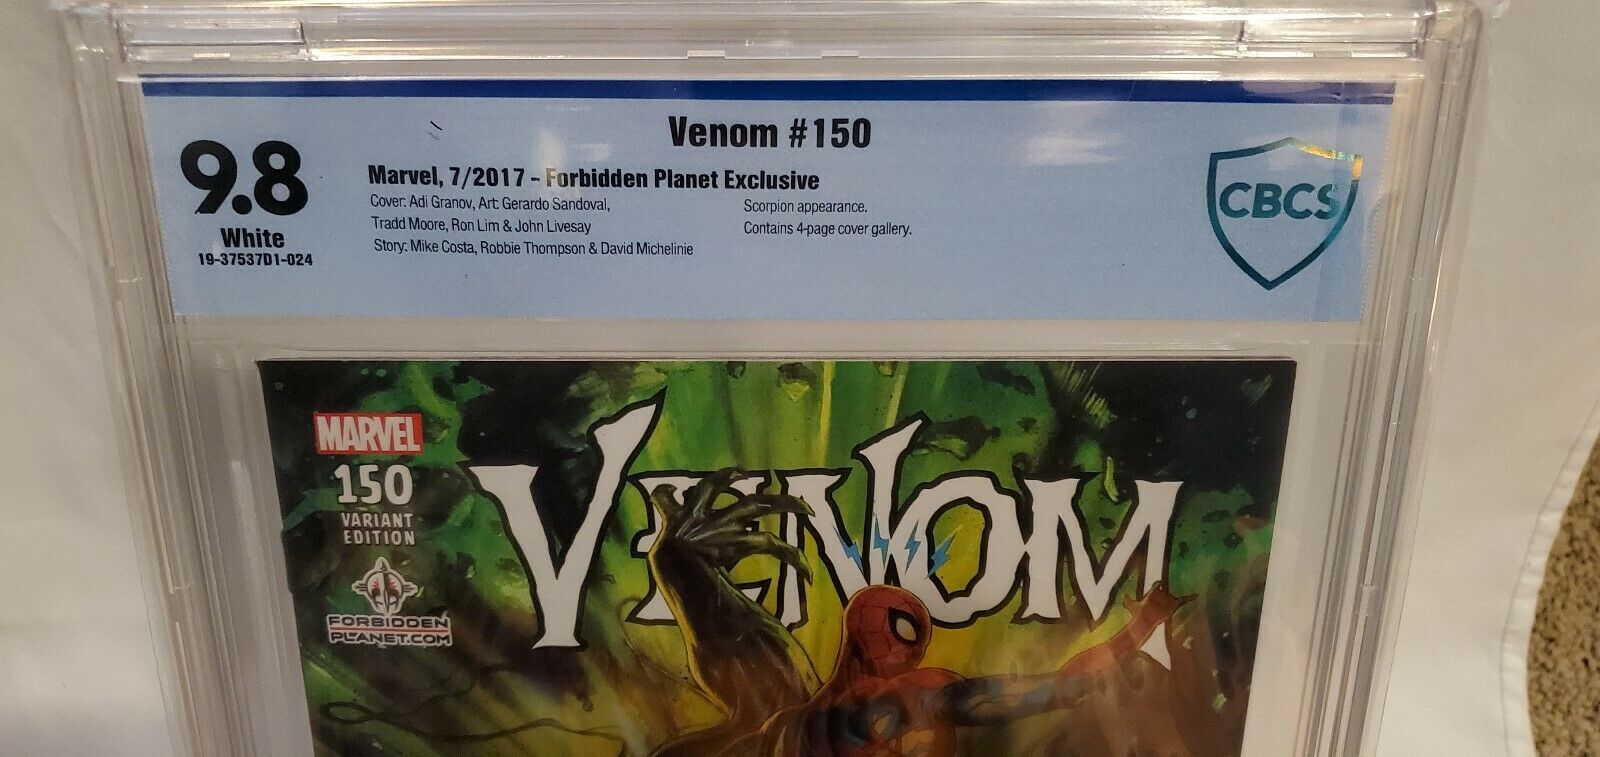 Venom #150
9.8
White
19-37537D1-024
Marvel, 7/2017 - Forbidden Planet Exclusive
Cover: Adi Granov, Art: Gerardo Sandoval,
Tradd Moore, Ron Lim & John Livesay
Story: Mike Costa, Robbie Thompson & David Michelinie
Scorpion appearance.
Contains 4-page cover gallery.
CBCS
MARVEL
150
VARIANT
EDITION
FORBIDDEN
PLANET.COM
VENOM